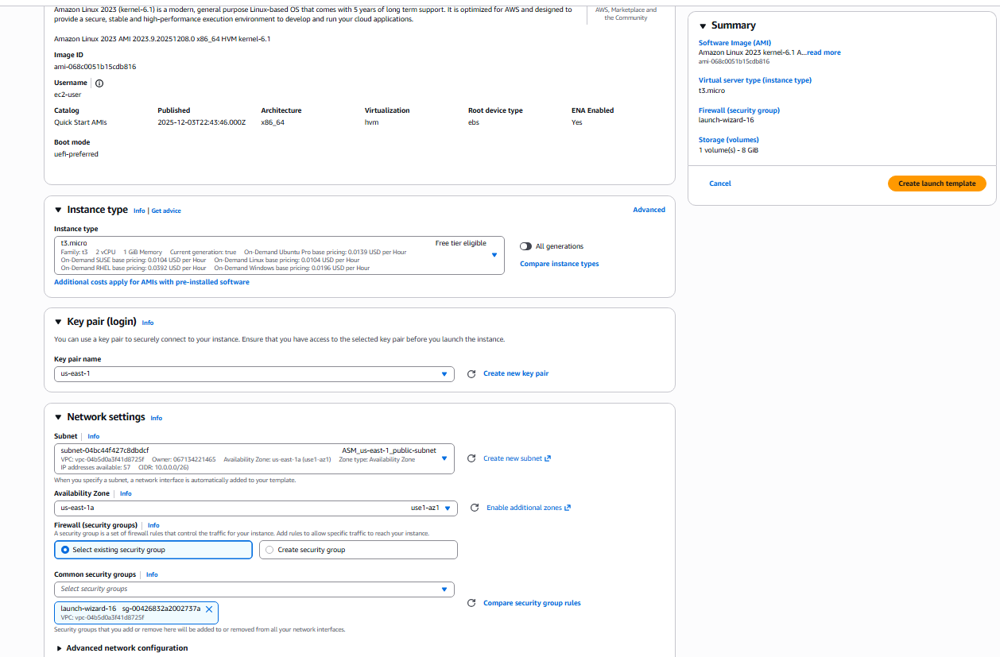 Amazon Linux 2023 (kernel-6.1) is a modern, general purpose Linux-based OS that comes with 5 years of long term support. It is optimized for AWS and designed to
provide a secure, stable and high-performance execution environment to develop and run your cloud applications.
AWS, Marketplace and
the Community
Amazon Linux 2023 AMI 2023.9.20251208.0 x86_64 HVM kernel-6.1
Image ID
ami-068c0051b15cdb816
Username
ec2-user
Catalog Published Architecture Virtualization Root device type ENA Enabled
Quick Start AMIs 2025-12-03T22:43:46.000Z x86_64 hvm ebs Yes
Boot mode
uefi-preferred
Instance type Info | Get advice Advanced
Instance type
t3.micro Free tier eligible
Family: t3 2 vCPU 1 GiB Memory Current generation: true On-Demand Ubuntu Pro base pricing: 0.0139 USD per Hour
On-Demand SUSE base pricing: 0.0104 USD per Hour On-Demand Linux base pricing: 0.0104 USD per Hour
On-Demand RHEL base pricing: 0.0392 USD per Hour On-Demand Windows base pricing: 0.0196 USD per Hour
All generations
Compare instance types
Additional costs apply for AMIs with pre-installed software
Key pair (login) Info
You can use a key pair to securely connect to your instance. Ensure that you have access to the selected key pair before you launch the instance.
Key pair name
us-east-1
Create new key pair
Network settings Info
Subnet Info
subnet-04bc44f427c8dbdcf ASM_us-east-1_public-subnet
VPC: vpc-04b5d0a3f41d8725f Owner: 067134221465 Availability Zone: us-east-1a (use1-az1) Zone type: Availability Zone
IP addresses available: 57 CIDR: 10.0.0.0/26)
Create new subnet
When you specify a subnet, a network interface is automatically added to your template.
Availability Zone Info
us-east-1a use1-az1
Enable additional zones
Firewall (security groups) Info
A security group is a set of firewall rules that control the traffic for your instance. Add rules to allow specific traffic to reach your instance.
Select existing security group Create security group
Common security groups Info
Select security groups
launch-wizard-16 sg-00426832a2002737a
VPC: vpc-04b5d0a3f41d8725f
Compare security group rules
Security groups that you add or remove here will be added to or removed from all your network interfaces.
Advanced network configuration
Summary
Software Image (AMI)
Amazon Linux 2023 kernel-6.1 A...read more
ami-068c0051b15cdb816
Virtual server type (instance type)
t3.micro
Firewall (security group)
launch-wizard-16
Storage (volumes)
1 volume(s) - 8 GiB
Cancel Create launch template